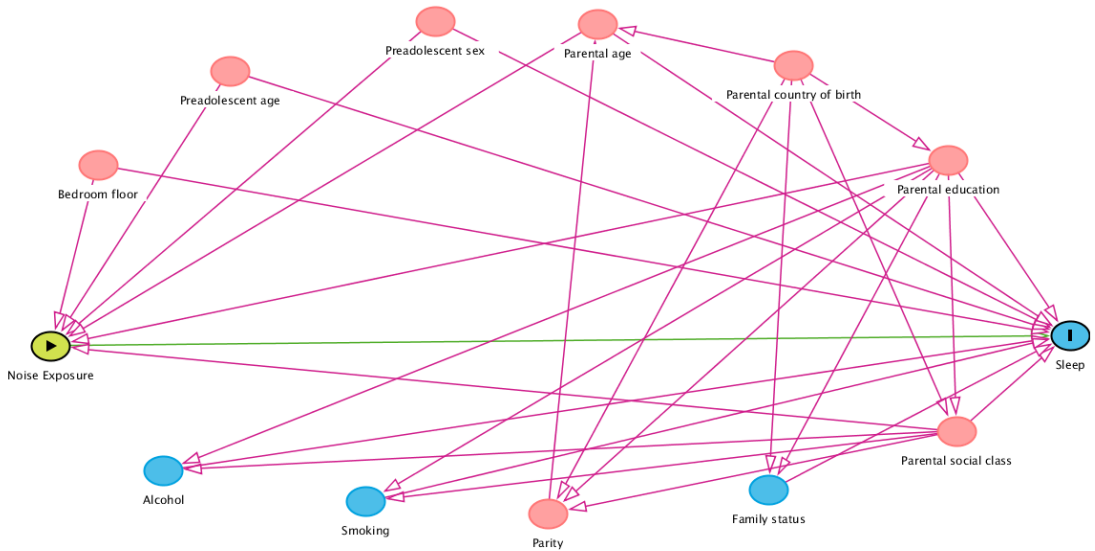 Preadolescent sex
Parental age
Parental country of birth
Preadolescent age
Bedroom floor
Parental education
Noise Exposure
Sleep
Parental social class
Alcohol
Smoking
Family status
Parity